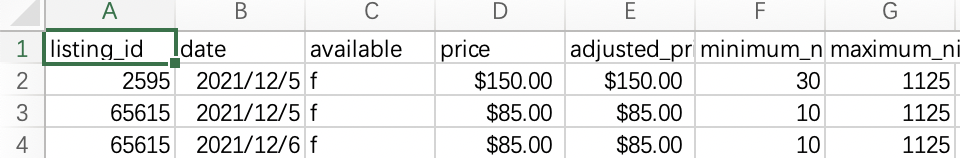 A B C D E F G
1 listing_id date available price adjusted_pr minimum_n maximum_ni
2 2595 2021/12/5 f $150.00 $150.00 30 1125
3 65615 2021/12/5 f $85.00 $85.00 10 1125
4 65615 2021/12/6 f $85.00 $85.00 10 1125